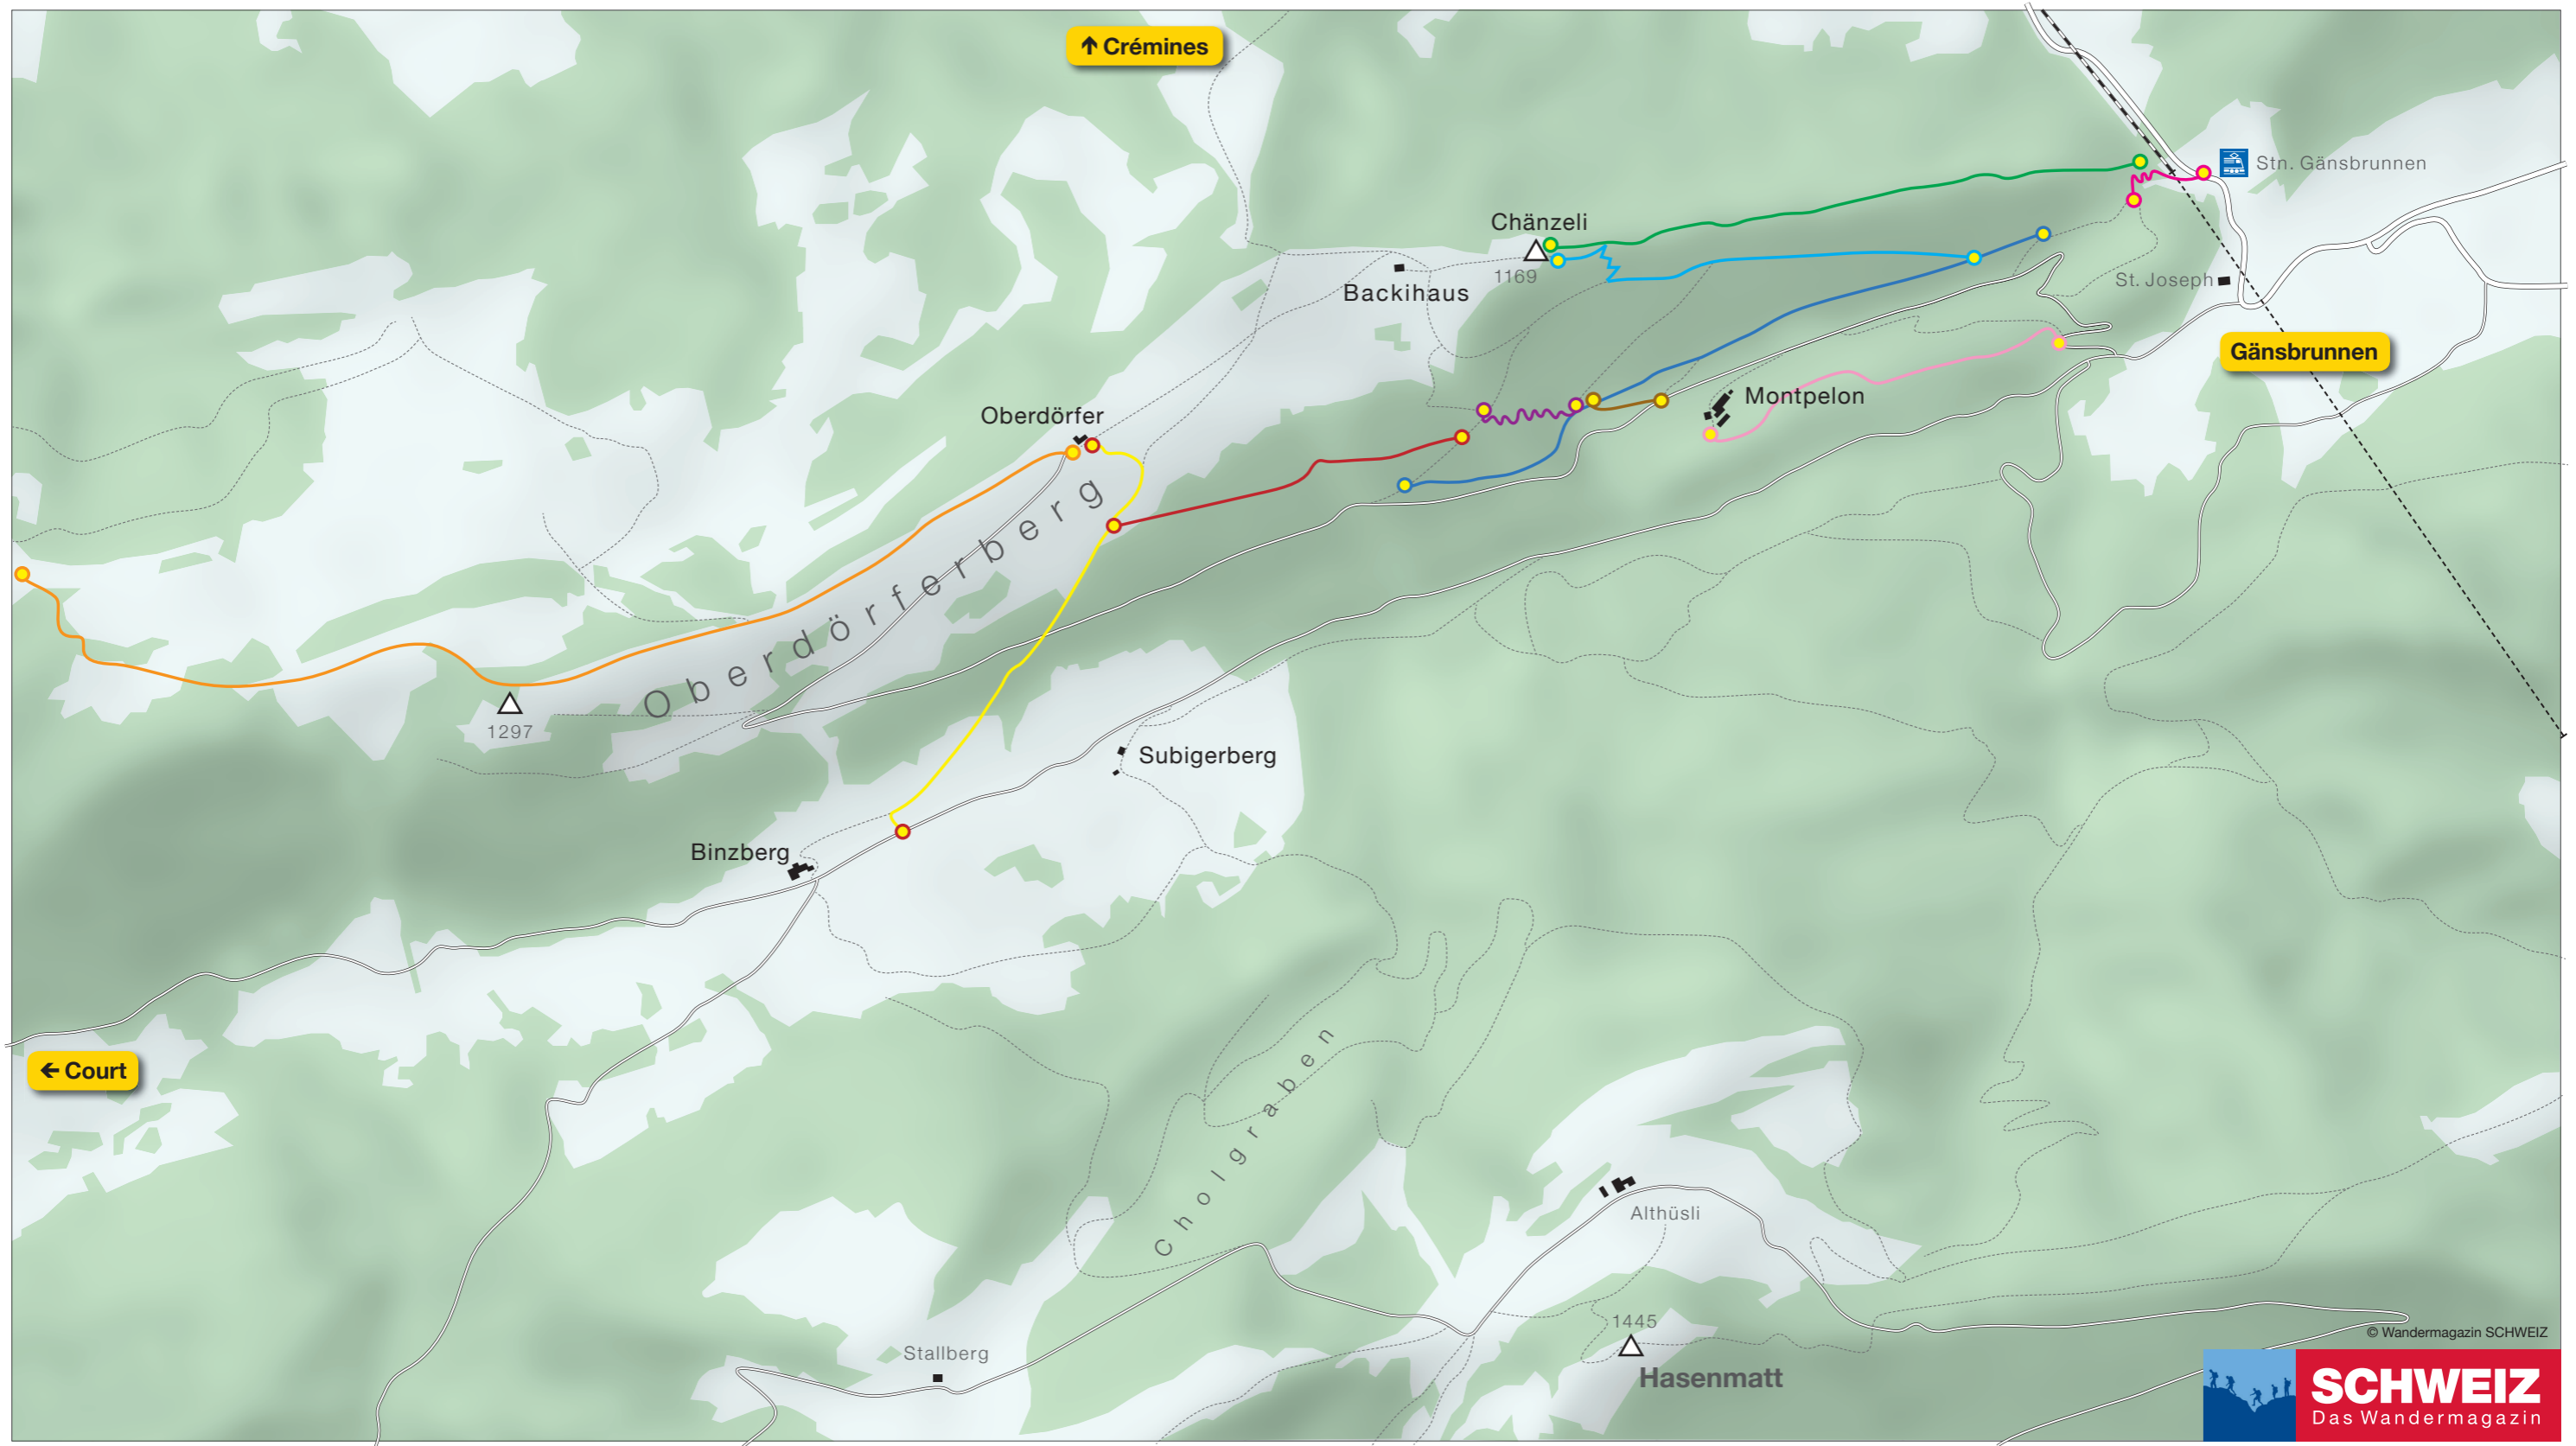 ↑ Crémines
Stn. Gänsbrunnen
Chänzeli
1169
Backihaus
St. Joseph
Gänsbrunnen
Montpelon
Oberdörfer
Oberdörferberg
1297
Subigerberg
Binzberg
← Court
Cholgraben
Althüsli
1445
Hasenmatt
Stallberg
© Wandermagazin SCHWEIZ
SCHWEIZ
Das Wandermagazin